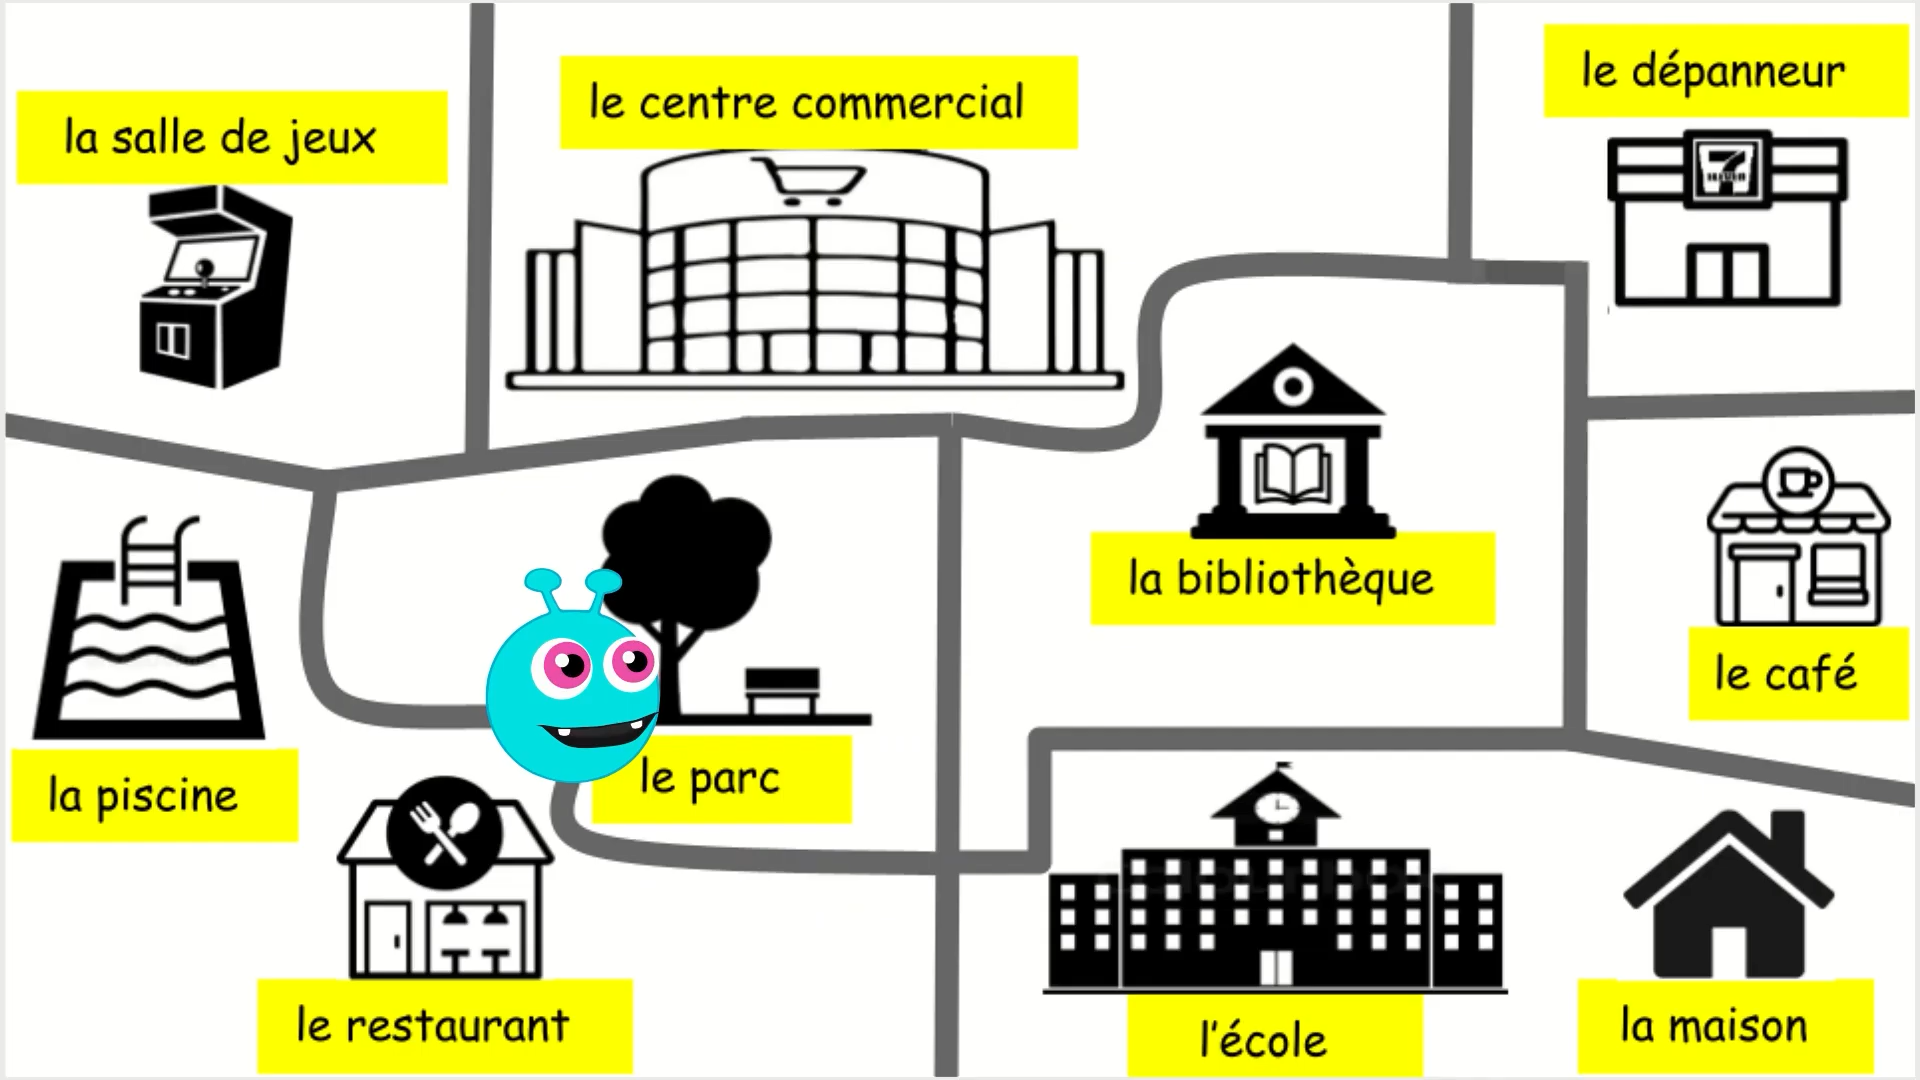 la salle de jeux
le centre commercial
le dépanneur
7
la bibliothèque
le café
la piscine
le parc
le restaurant
l'école
la maison